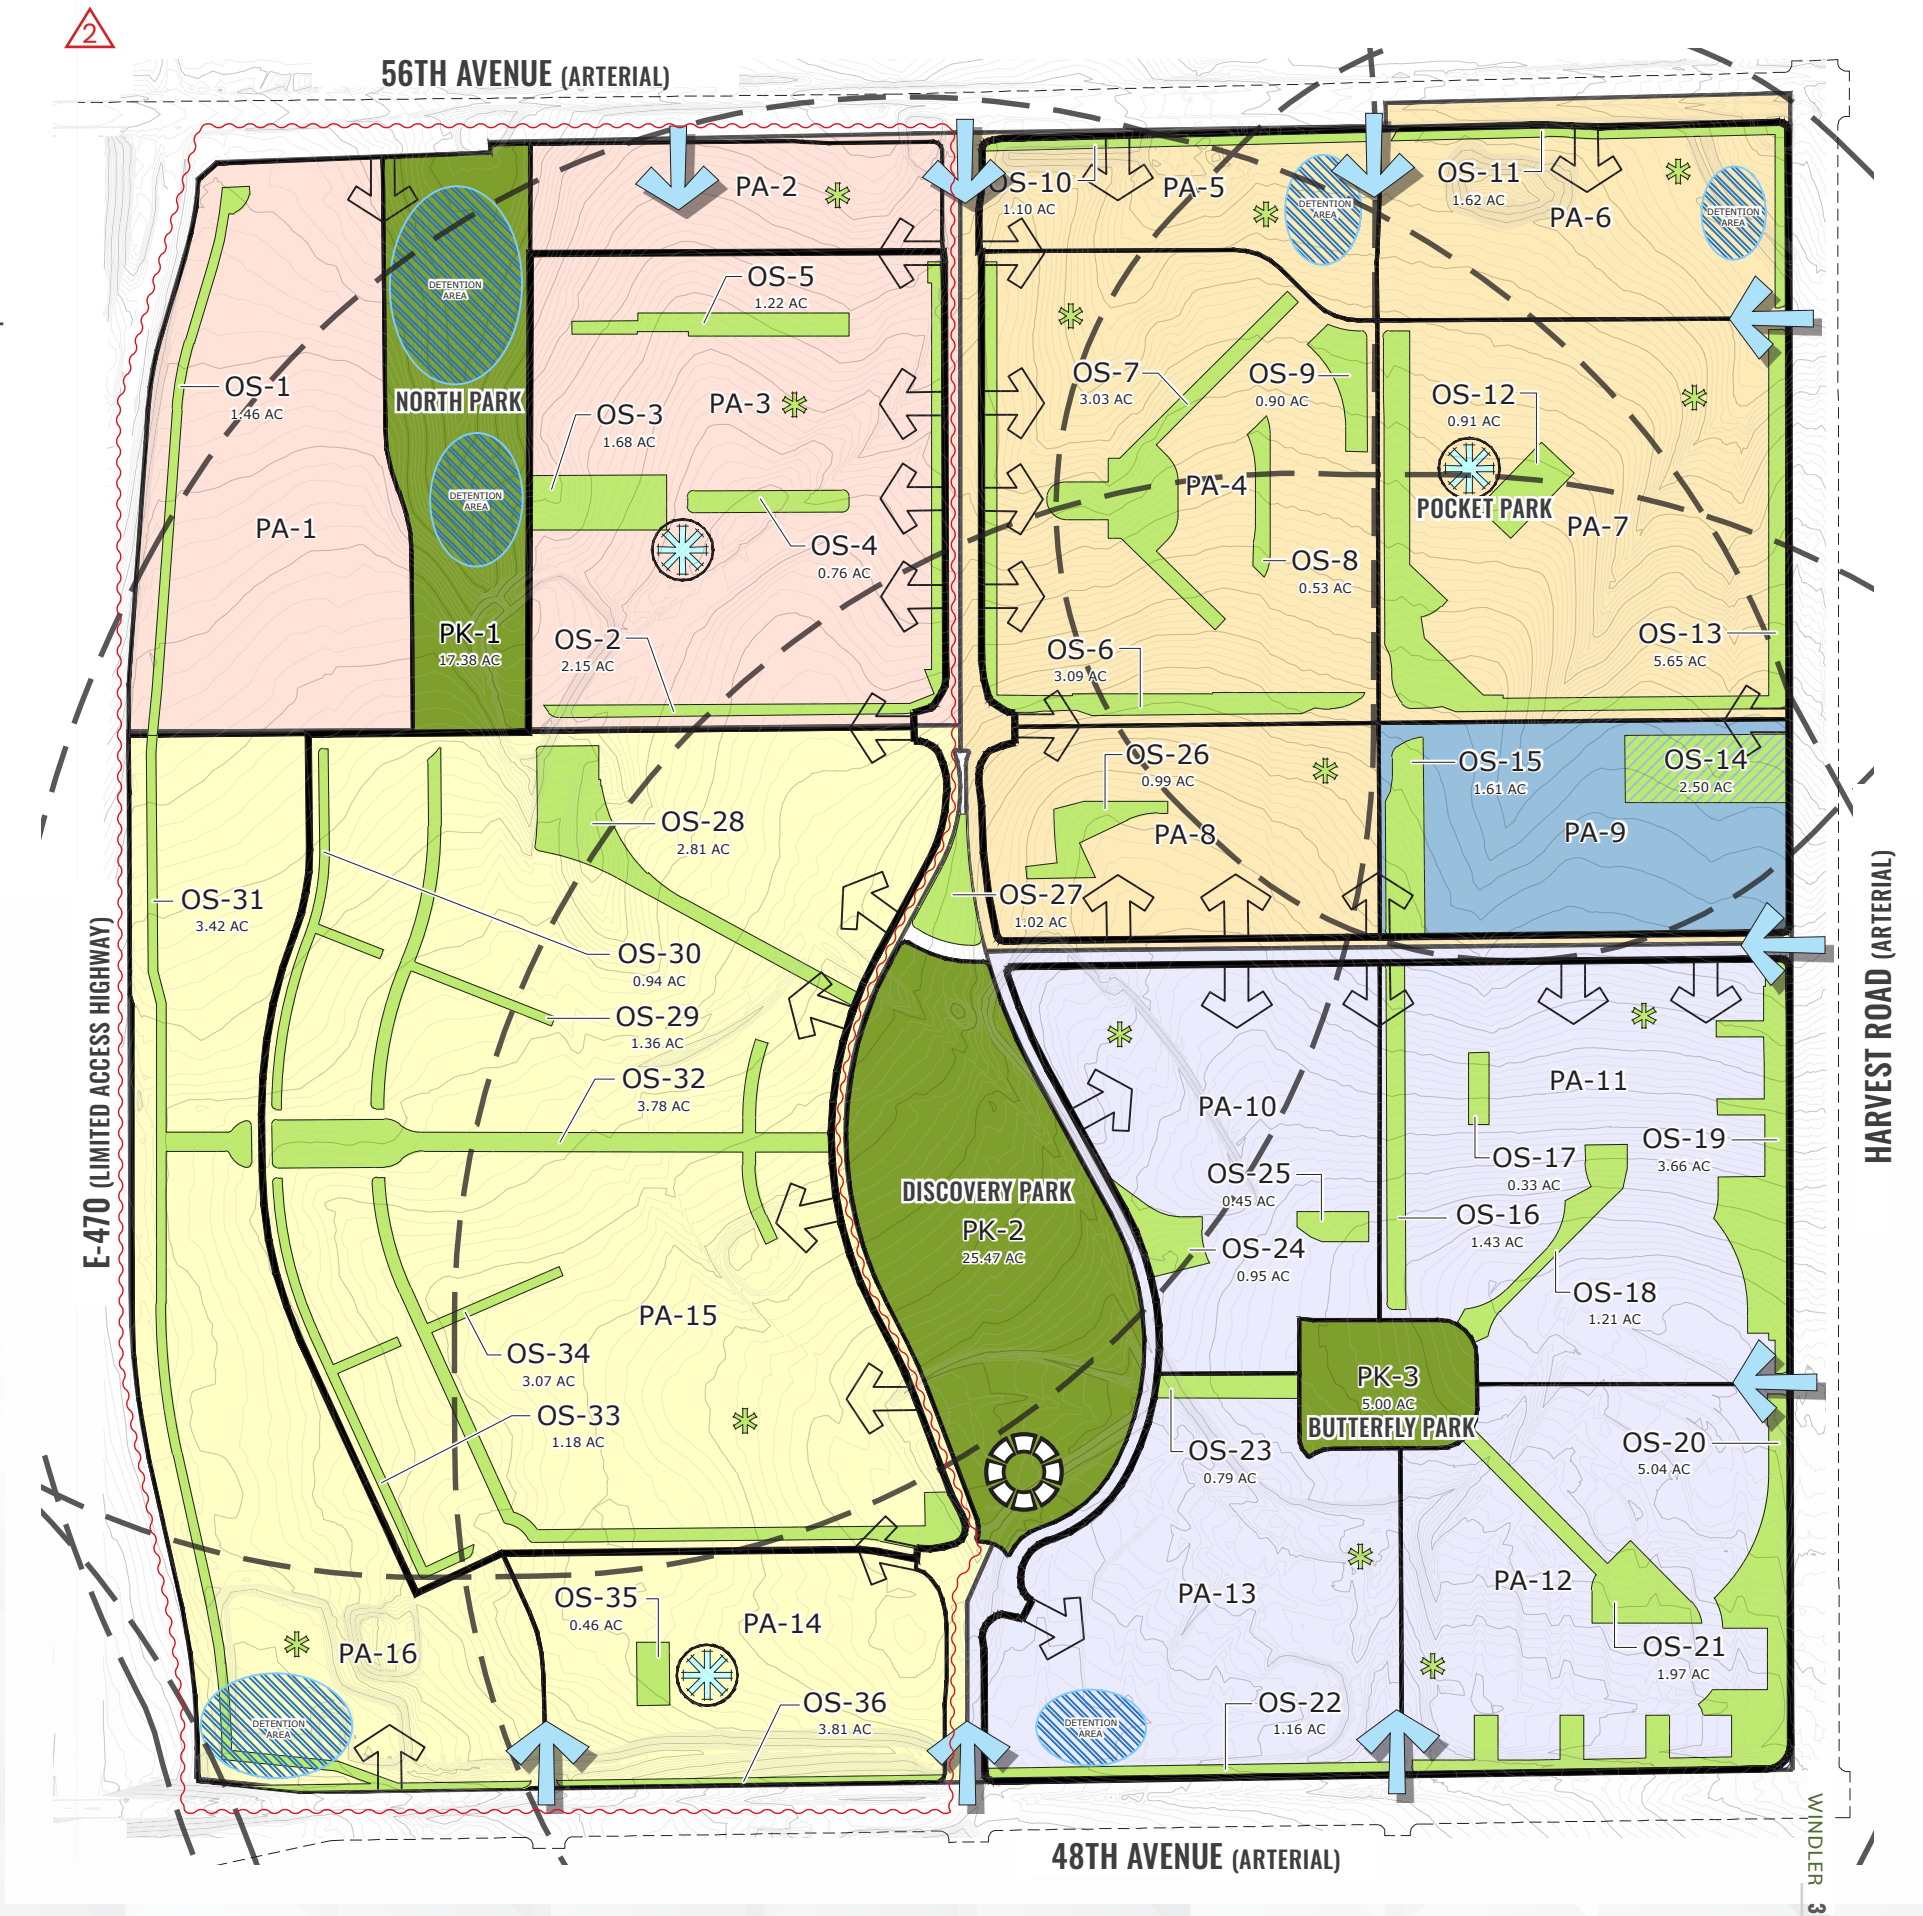 2
56TH AVENUE (ARTERIAL)
PA-2
OS-10
1.10 AC
PA-5
DETENTION
AREA
OS-11
1.62 AC
PA-6
DETENTION
AREA
DETENTION
AREA
OS-5
1.22 AC
OS-1
1.46 AC
NORTH PARK
PA-3
OS-3
1.68 AC
OS-7
3.03 AC
OS-9
0.90 AC
OS-12
0.91 AC
DETENTION
AREA
PA-1
PA-4
POCKET PARK
PA-7
OS-4
0.76 AC
OS-8
0.53 AC
PK-1
17.38 AC
OS-2
2.15 AC
OS-6
3.09 AC
OS-13
5.65 AC
OS-26
0.99 AC
OS-15
1.61 AC
OS-14
2.50 AC
OS-28
2.81 AC
PA-8
PA-9
OS-31
3.42 AC
OS-27
1.02 AC
OS-30
0.94 AC
OS-29
1.36 AC
OS-32
3.78 AC
PA-10
PA-11
E-470 (LIMITED ACCESS HIGHWAY)
HARVEST ROAD (ARTERIAL)
OS-19
3.66 AC
OS-17
0.33 AC
OS-25
0.45 AC
DISCOVERY PARK
PK-2
25.47 AC
OS-16
1.43 AC
OS-24
0.95 AC
OS-18
1.21 AC
PA-15
OS-34
3.07 AC
PK-3
5.00 AC
BUTTERFLY PARK
OS-33
1.18 AC
OS-23
0.79 AC
OS-20
5.04 AC
PA-12
PA-13
OS-35
0.46 AC
PA-14
PA-16
OS-21
1.97 AC
OS-36
3.81 AC
OS-22
1.16 AC
DETENTION
AREA
DETENTION
AREA
48TH AVENUE (ARTERIAL)
WINDLER 3